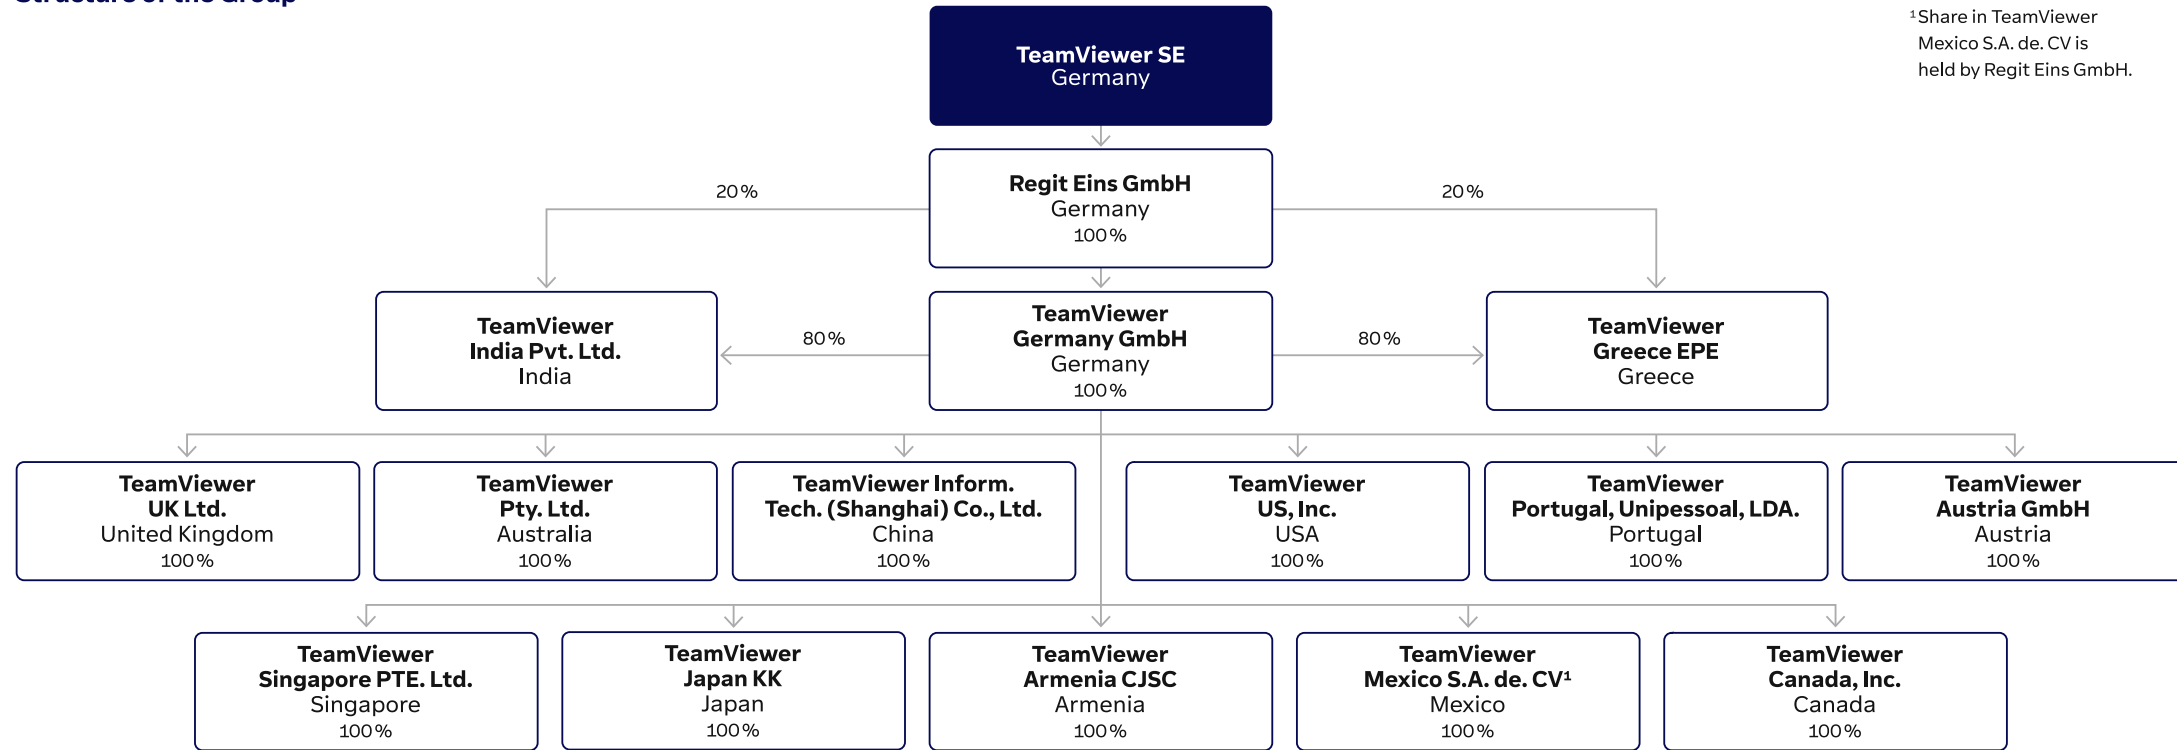 Structure of the Group
TeamViewer SE
Germany
¹Share in TeamViewer
Mexico S.A. de. CV is
held by Regit Eins GmbH.
Regit Eins GmbH
Germany
100 %
20 %
20 %
TeamViewer
India Pvt. Ltd.
India
80 %
TeamViewer
Germany GmbH
Germany
100 %
80 %
TeamViewer
Greece EPE
Greece
TeamViewer
UK Ltd.
United Kingdom
100 %
TeamViewer
Pty. Ltd.
Australia
100 %
TeamViewer Inform.
Tech. (Shanghai) Co., Ltd.
China
100 %
TeamViewer
US, Inc.
USA
100 %
TeamViewer
Portugal, Unipessoal, LDA.
Portugal
100 %
TeamViewer
Austria GmbH
Austria
100 %
TeamViewer
Singapore PTE. Ltd.
Singapore
100 %
TeamViewer
Japan KK
Japan
100 %
TeamViewer
Armenia CJSC
Armenia
100 %
TeamViewer
Mexico S.A. de. CV¹
Mexico
100 %
TeamViewer
Canada, Inc.
Canada
100 %